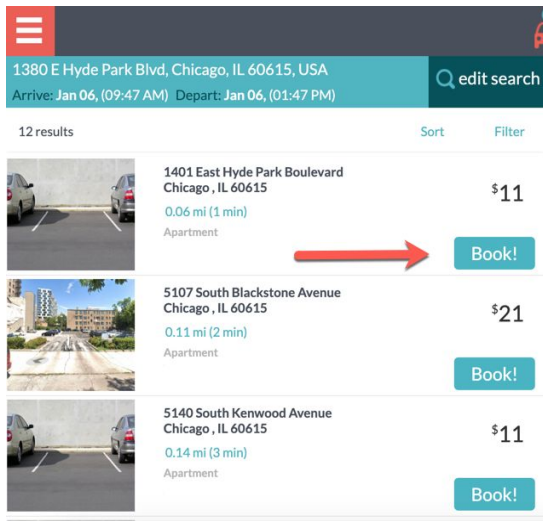 1380 E Hyde Park Blvd, Chicago, IL 60615, USA
Arrive: Jan 06, (09:47 AM) Depart: Jan 06, (01:47 PM)
edit search
12 results
Sort
Filter
1401 East Hyde Park Boulevard
Chicago , IL 60615
0.06 mi (1 min)
Apartment
$11
Book!
5107 South Blackstone Avenue
Chicago , IL 60615
0.11 mi (2 min)
Apartment
$21
Book!
5140 South Kenwood Avenue
Chicago , IL 60615
0.14 mi (3 min)
Apartment
$11
Book!